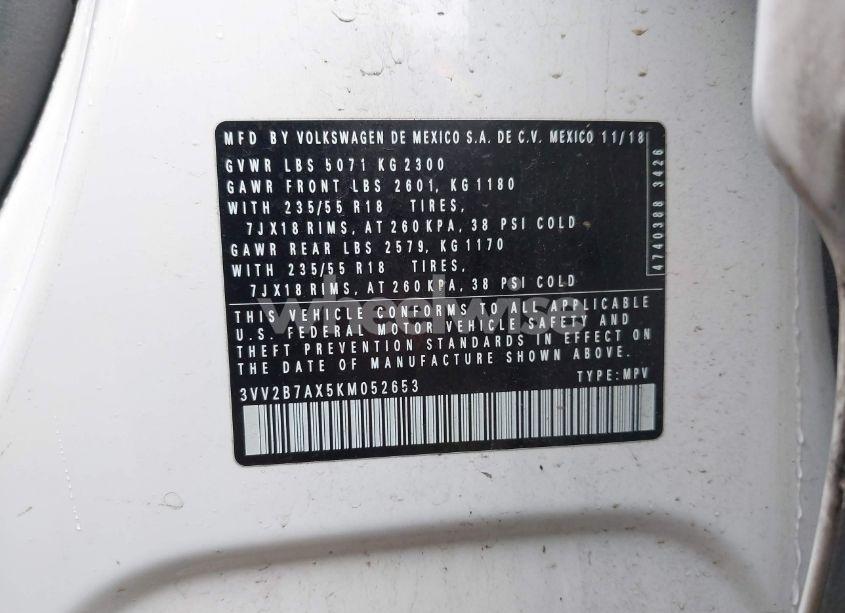 MFD BY VOLKSWAGEN DE MEXICO S.A. DE C.V. MEXICO 11/18
GVWR LBS 5071 KG 2300
GAWR FRONT LBS 2601, KG 1180
WITH 235/55 R18 TIRES,
7JX18 RIMS, AT 260 KPA, 38 PSI COLD
GAWR REAR LBS 2579, KG 1170
WITH 235/55 R18 TIRES,
7JX18 RIMS, AT 260 KPA, 38 PSI COLD
4740388 3426
THIS VEHICLE CONFORMS TO ALL APPLICABLE
U.S. FEDERAL MOTOR VEHICLE SAFETY AND
THEFT PREVENTION STANDARDS IN EFFECT ON
THE DATE OF MANUFACTURE SHOWN ABOVE.
3VV2B7AX5KM052653 TYPE: MPV
wheelwise